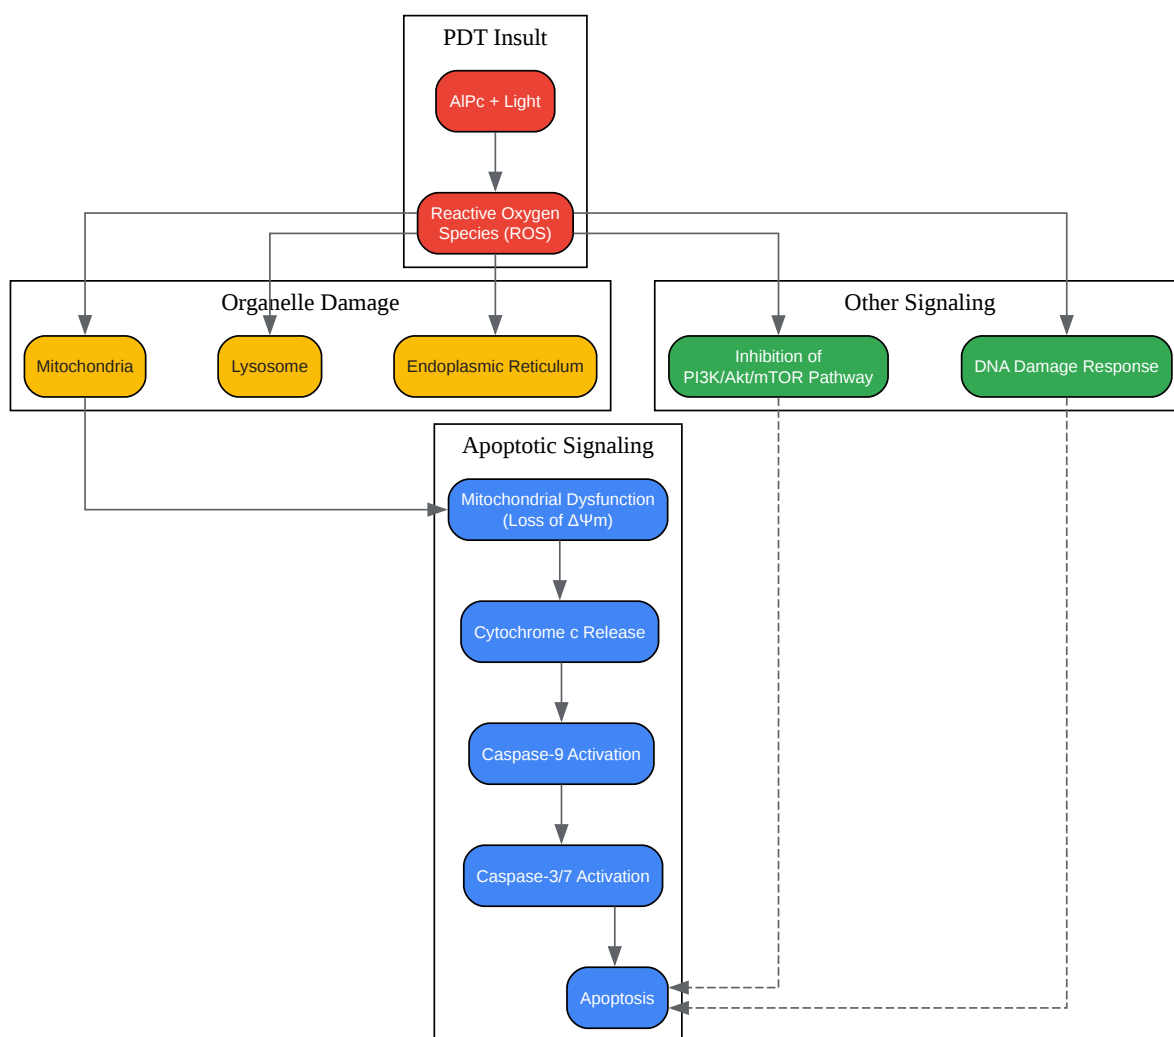 PDT Insult
AlPc + Light
Reactive Oxygen
Species (ROS)
Organelle Damage
Mitochondria
Lysosome
Endoplasmic Reticulum
Other Signaling
Inhibition of
PI3K/Akt/mTOR Pathway
DNA Damage Response
Apoptotic Signaling
Mitochondrial Dysfunction
(Loss of ΔΨm)
Cytochrome c Release
Caspase-9 Activation
Caspase-3/7 Activation
Apoptosis